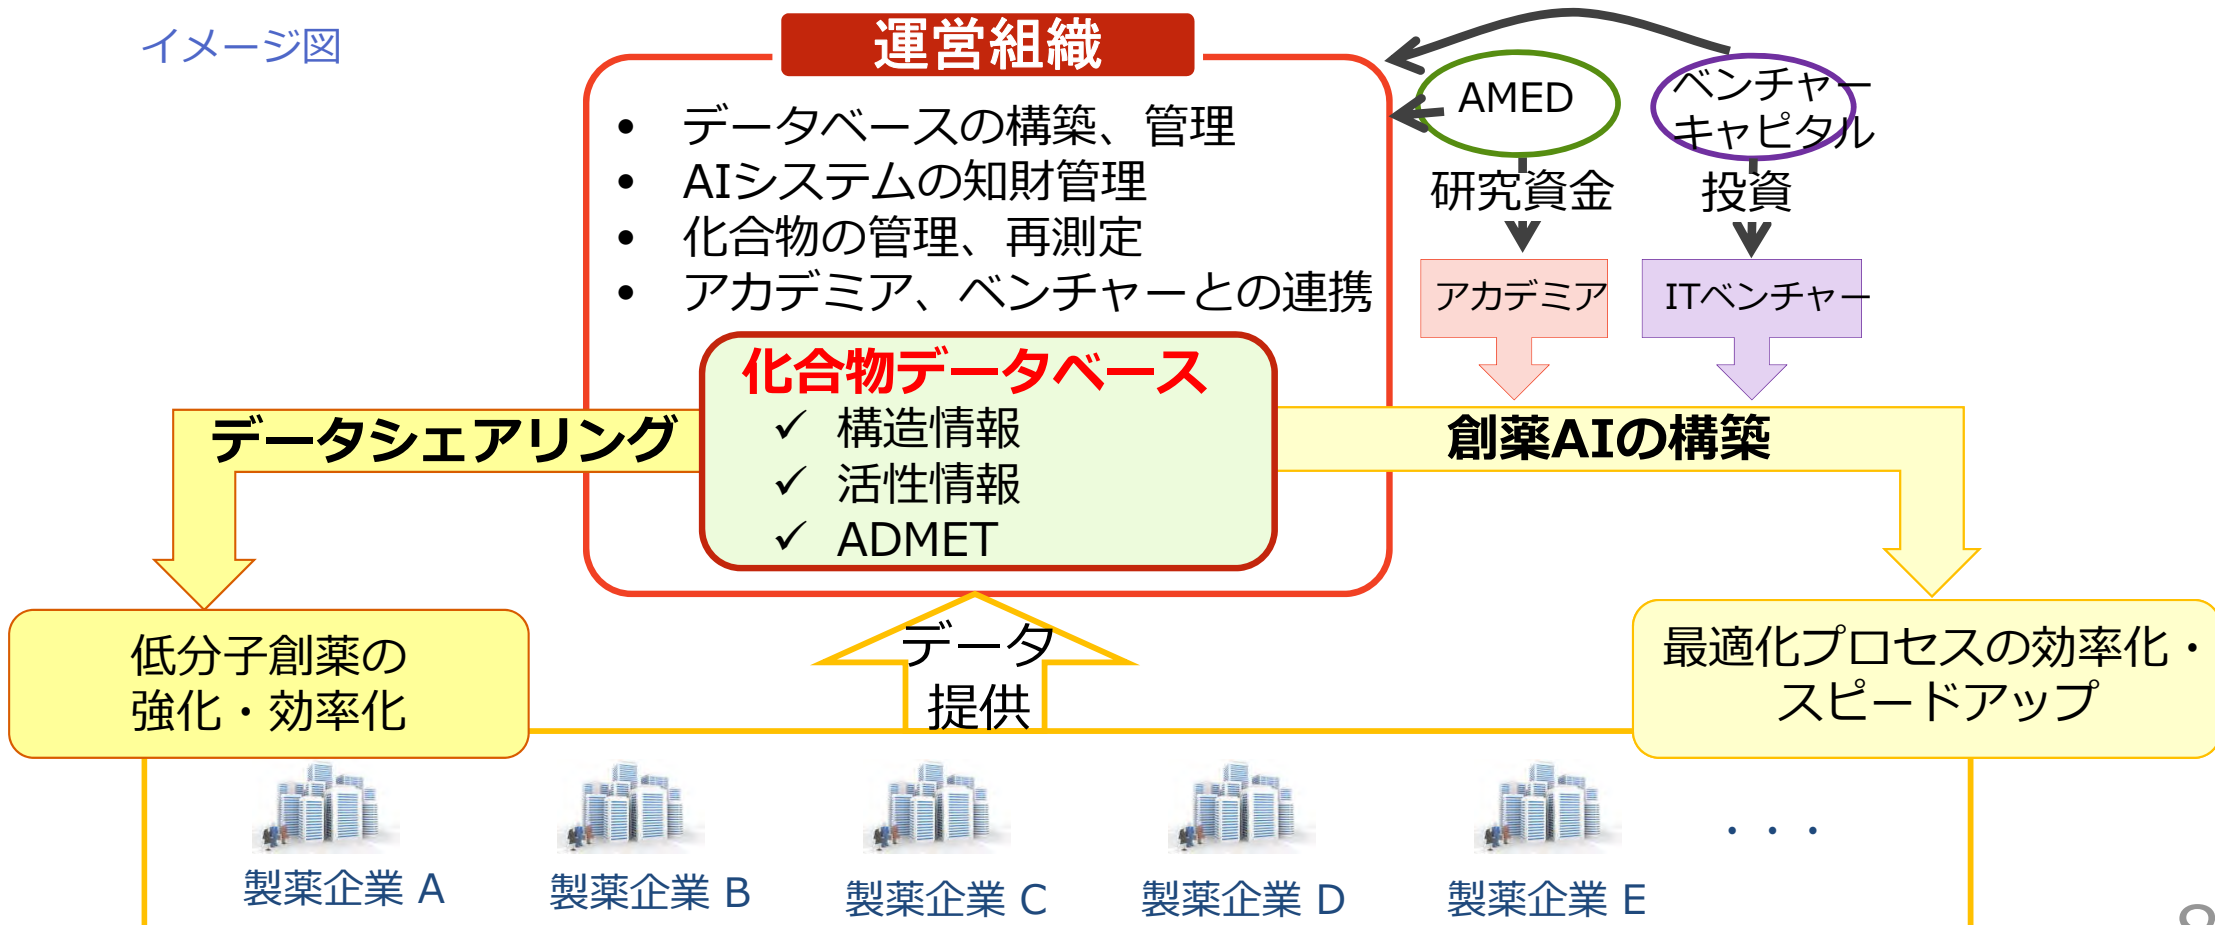 イメージ図
運営組織
• データベースの構築、管理
• AIシステムの知財管理
• 化合物の管理、再測定
• アカデミア、ベンチャーとの連携
AMED
ベンチャー
キャピタル
研究資金
投資
アカデミア
ITベンチャー
化合物データベース
✓ 構造情報
✓ 活性情報
✓ ADMET
データシェアリング
創薬AIの構築
低分子創薬の
強化・効率化
データ
提供
最適化プロセスの効率化・
スピードアップ
・・・
製薬企業 A
製薬企業 B
製薬企業 C
製薬企業 D
製薬企業 E